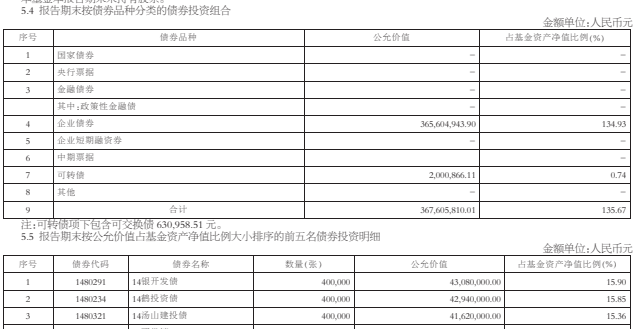 5.4 报告期末按债券品种分类的债券投资组合
金额单位:人民币元
序号 债券品种 公允价值 占基金资产净值比例(%)
1 国家债券 - -
2 央行票据 - -
3 金融债券 - -
其中:政策性金融债 - -
4 企业债券 365,604,943.90 134.93
5 企业短期融资券 - -
6 中期票据 -
7 可转债 2,000,866.11 0.74
8 其他 - -
9 合计 367,605,810.01 135.67
注:可转债项下包含可交换债 630,958.51 元。
5.5 报告期末按公允价值占基金资产净值比例大小排序的前五名债券投资明细
金额单位:人民币元
序号 债券代码 债券名称 数量(张) 公允价值 占基金资产净值比例(%)
1 1480291 14银开发债 400,000 43,080,000.00 15.90
2 1480234 14鹤投资债 400,000 42,940,000.00 15.85
3 1480321 14汤山建投债 400,000 41,620,000.00 15.36